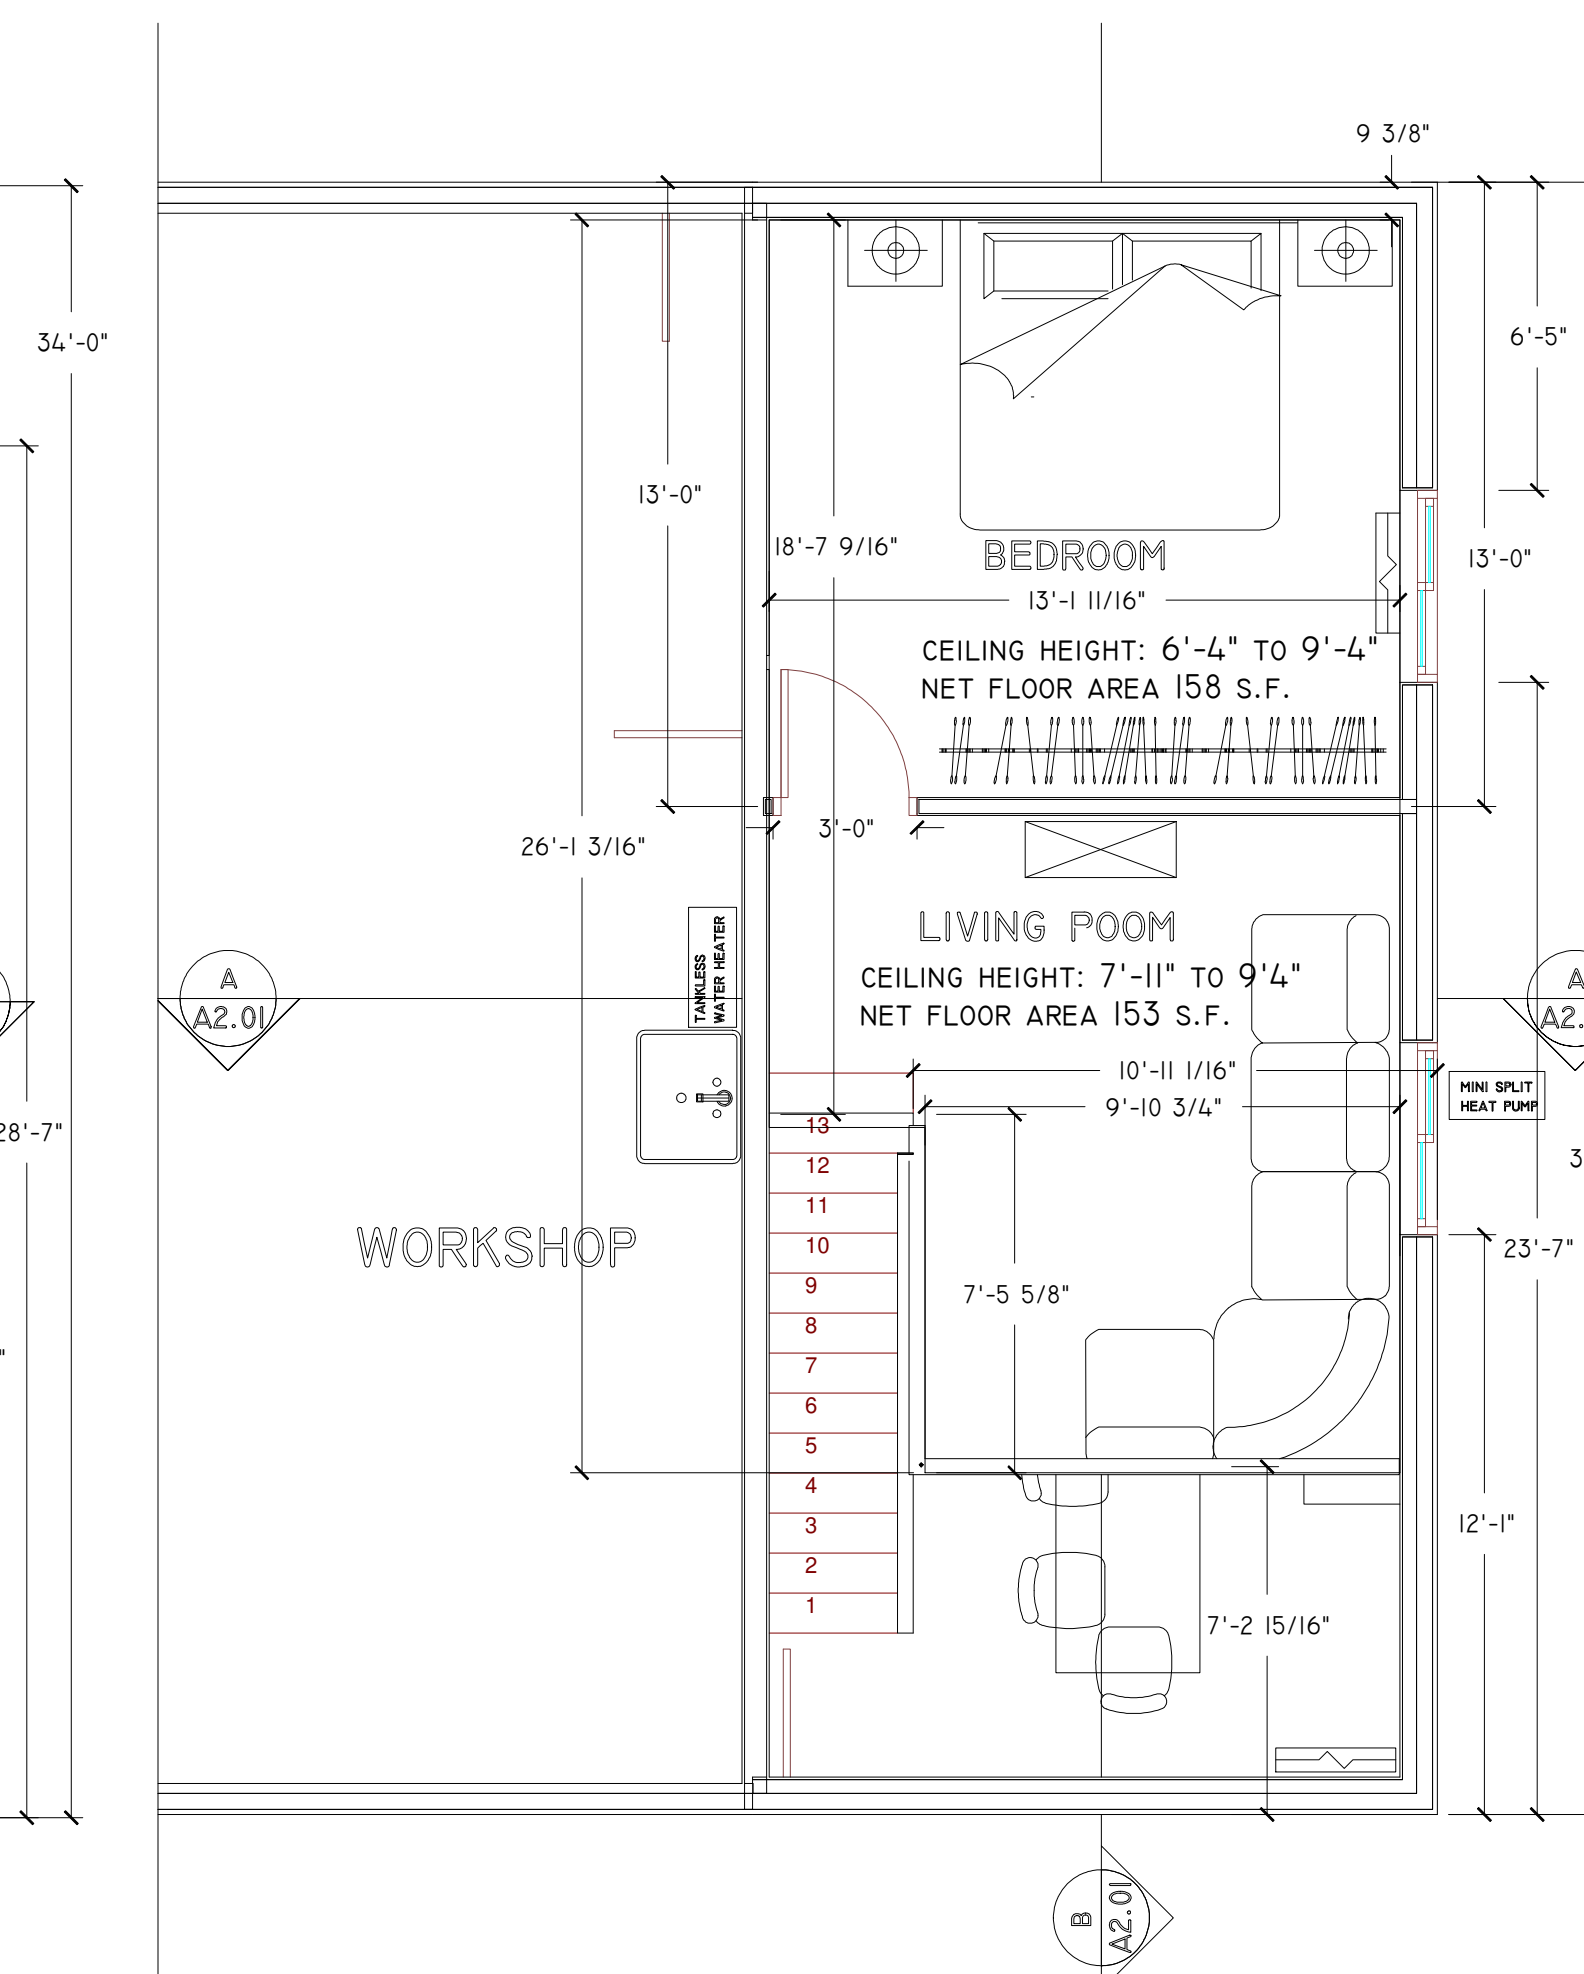 9 3/8"
34'-0"
6'-5"
13'-0"
18'-7 9/16"
BEDROOM
13'-0"
13'-1 11/16"
CEILING HEIGHT: 6'-4" TO 9'-4"
NET FLOOR AREA 158 S.F.
3'-0"
26'-1 3/16"
LIVING POOM
CEILING HEIGHT: 7'-11" TO 9'4"
NET FLOOR AREA 153 S.F.
TANKLESS
WATER HEATER
A
A2.01
A
A2.
10'-11 1/16"
9'-10 3/4"
MINI SPLIT
HEAT PUMP
28'-7"
3
13
12
11
10
9
8
7
6
5
4
3
2
1
WORKSHOP
23'-7"
7'-5 5/8"
"
12'-1"
7'-2 15/16"
B
A2.01